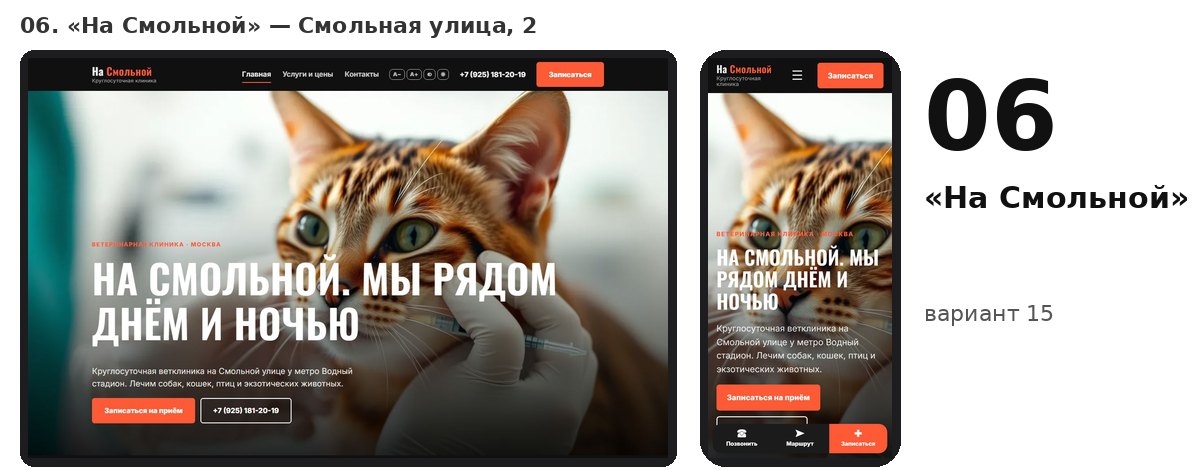 06. «На Смольной» — Смольная улица, 2
На Смольной
Круглосуточная клиника
Главная Услуги и цены Контакты A− A+ +7 (925) 181-20-19 Записаться
ВЕТЕРИНАРНАЯ КЛИНИКА · МОСКВА
НА СМОЛЬНОЙ. МЫ РЯДОМ
ДНЁМ И НОЧЬЮ
Круглосуточная ветклиника на Смольной улице у метро Водный
стадион. Лечим собак, кошек, птиц и экзотических животных.
Записаться на приём +7 (925) 181-20-19
На Смольной
Круглосуточная
клиника
Записаться
ВЕТЕРИНАРНАЯ КЛИНИКА · МОСКВА
НА СМОЛЬНОЙ. МЫ
РЯДОМ ДНЁМ И
НОЧЬЮ
Круглосуточная ветклиника на
Смольной улице у метро Водный
стадион. Лечим собак, кошек, птиц и
экзотических животных.
Записаться на приём
Позвонить Маршрут Записаться
06
«На Смольной»
вариант 15